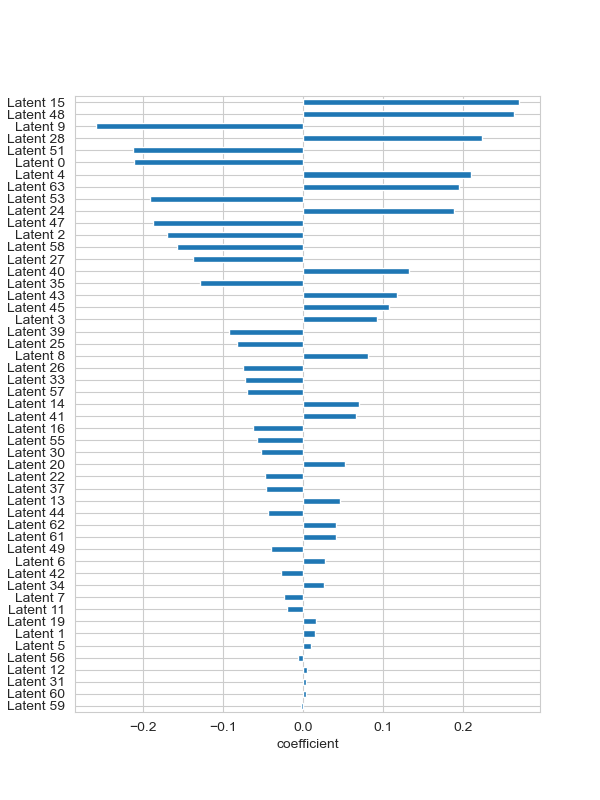 Latent 15
Latent 48
Latent 9
Latent 28
Latent 51
Latent 0
Latent 4
Latent 63
Latent 53
Latent 24
Latent 47
Latent 2
Latent 58
Latent 27
Latent 40
Latent 35
Latent 43
Latent 45
Latent 3
Latent 39
Latent 25
Latent 8
Latent 26
Latent 33
Latent 57
Latent 14
Latent 41
Latent 16
Latent 55
Latent 30
Latent 20
Latent 22
Latent 37
Latent 13
Latent 44
Latent 62
Latent 61
Latent 49
Latent 6
Latent 42
Latent 34
Latent 7
Latent 11
Latent 19
Latent 1
Latent 5
Latent 56
Latent 12
Latent 31
Latent 60
Latent 59
−0.2 −0.1 0.0 0.1 0.2
coefficient